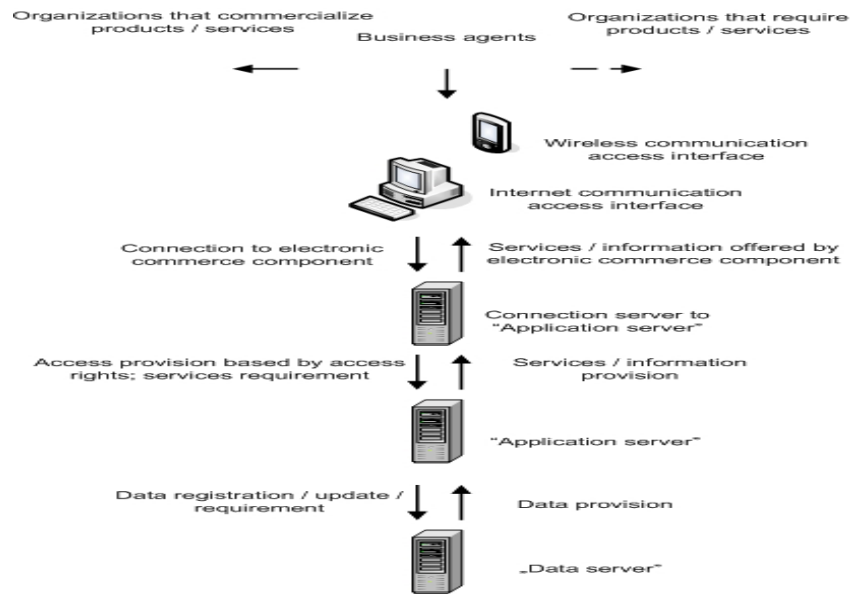 Organizations that commercialize
products / services
Business agents
Organizations that require
products / services
Wireless communication
access interface
Internet communication
access interface
Connection to electronic
commerce component
Services / information offered by
electronic commerce component
Connection server to
“Application server”
Access provision based by access
rights; services requirement
Services / information
provision
“Application server”
Data registration / update /
requirement
Data provision
„Data server”